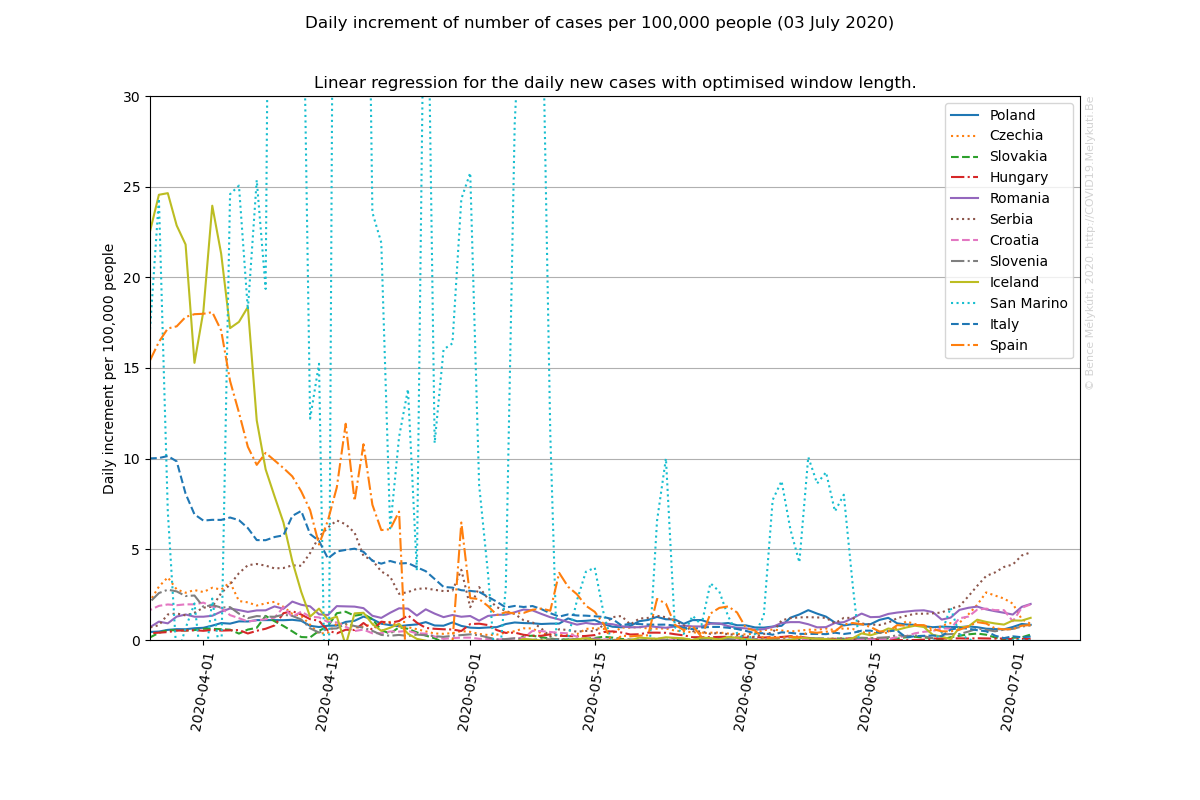 Daily increment of number of cases per 100,000 people (03 July 2020)
Linear regression for the daily new cases with optimised window length.
Daily increment per 100,000 people
30
25
20
15
10
5
0
2020-04-01
2020-04-15
2020-05-01
2020-05-15
2020-06-01
2020-06-15
2020-07-01
Poland
Czechia
Slovakia
Hungary
Romania
Serbia
Croatia
Slovenia
Iceland
San Marino
Italy
Spain
© Bence Mélykúti, 2020 http://COVID19.Melykuti.Be